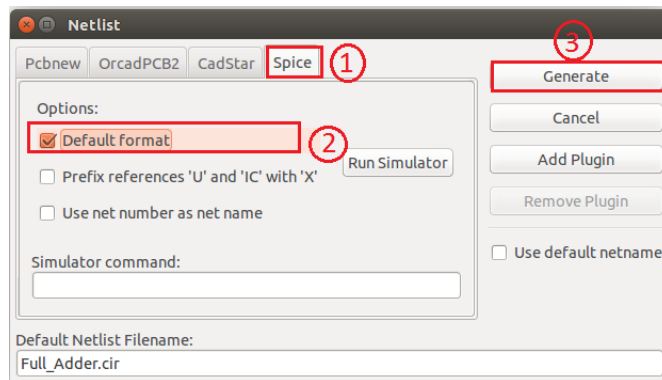 Netlist
Pcbnew OrcadPCB2 CadStar Spice 1
3
Generate
Options:
Default format 2
Cancel
Run Simulator
Add Plugin
Prefix references 'U' and 'IC' with 'X'
Remove Plugin
Use net number as net name
Use default netname
Simulator command:
Default Netlist Filename:
Full_Adder.cir